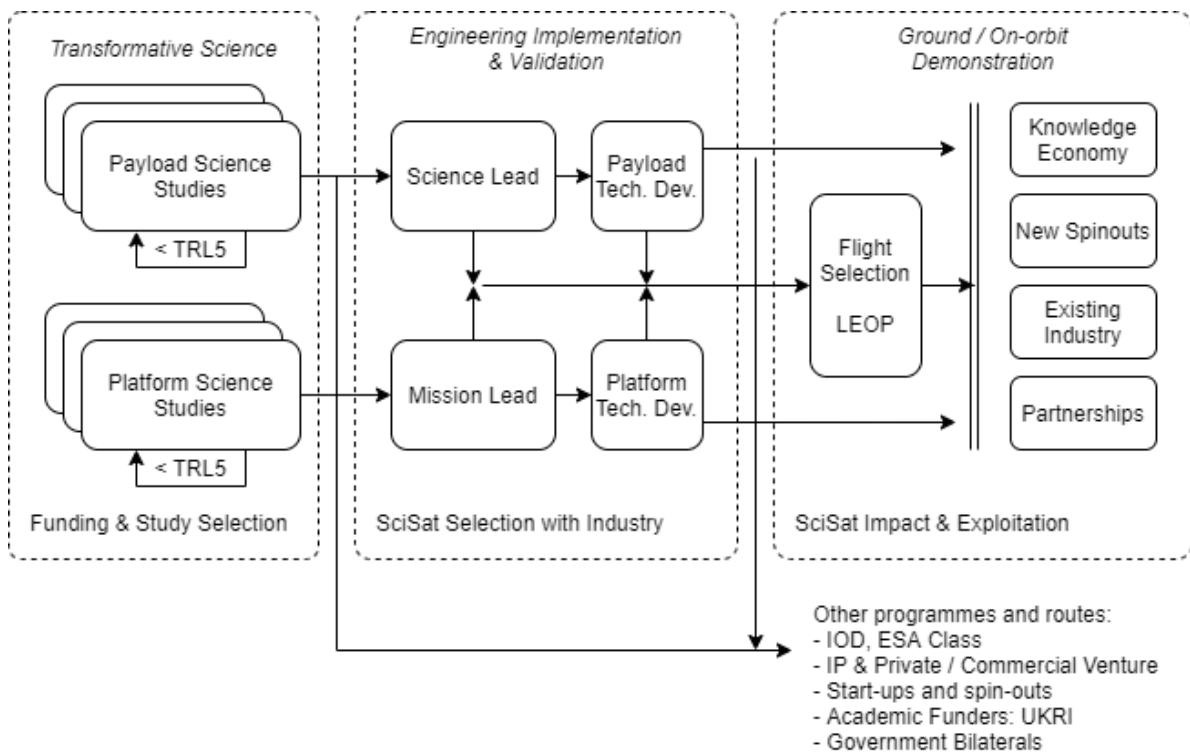 Transformative Science
Payload Science
Studies
< TRL5
Platform Science
Studies
< TRL5
Funding & Study Selection
Engineering Implementation
& Validation
Science Lead
Payload
Tech. Dev.
Mission Lead
Platform
Tech. Dev.
SciSat Selection with Industry
Ground / On-orbit
Demonstration
Flight
Selection
LEOP
Knowledge
Economy
New Spinouts
Existing
Industry
Partnerships
SciSat Impact & Exploitation
Other programmes and routes:
- IOD, ESA Class
- IP & Private / Commercial Venture
- Start-ups and spin-outs
- Academic Funders: UKRI
- Government Bilaterals